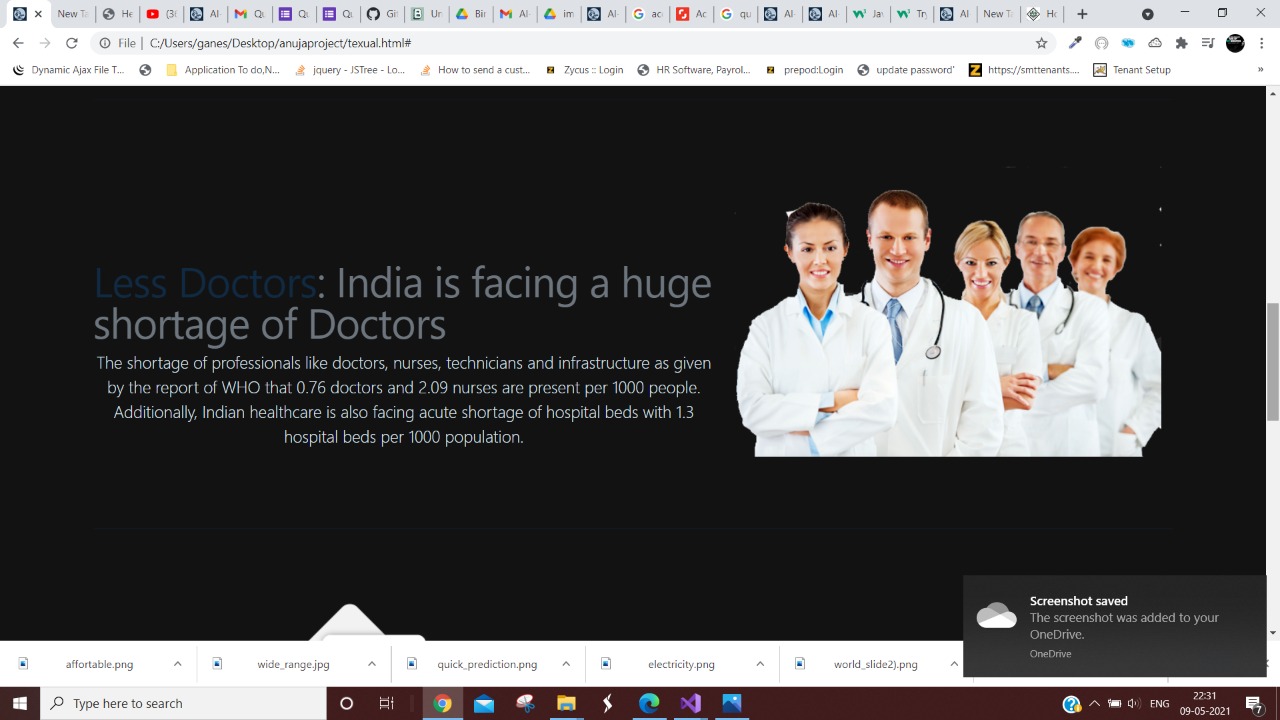 New Ta
He
(3(
Al-
Qu
Qu
Qu
Git
Ur
Bir
Al-
im
Al-
ac
Ac
qu
Al-
Al-
Jav
Try
Al
New Ta
Ho
File | C:/Users/ganes/Desktop/anujaproject/texual.html#
Dynamic Ajax File T...
Application To do,N...
jquery - JSTree - Lo...
How to send a cust...
Zycus :: Login
HR Software, Payrol...
prepod:Login
update password'
https://smttenants....
Tenant Setup
»
Less Doctors: India is facing a huge
shortage of Doctors
The shortage of professionals like doctors, nurses, technicians and infrastructure as given
by the report of WHO that 0.76 doctors and 2.09 nurses are present per 1000 people.
Additionally, Indian healthcare is also facing acute shortage of hospital beds with 1.3
hospital beds per 1000 population.
Screenshot saved
The screenshot was added to your
OneDrive.
OneDrive
affortable.png
wide_range.jpg
quick_prediction.png
electricity.png
world_slide2).png
Type here to search
ENG
22:31
09-05-2021
7